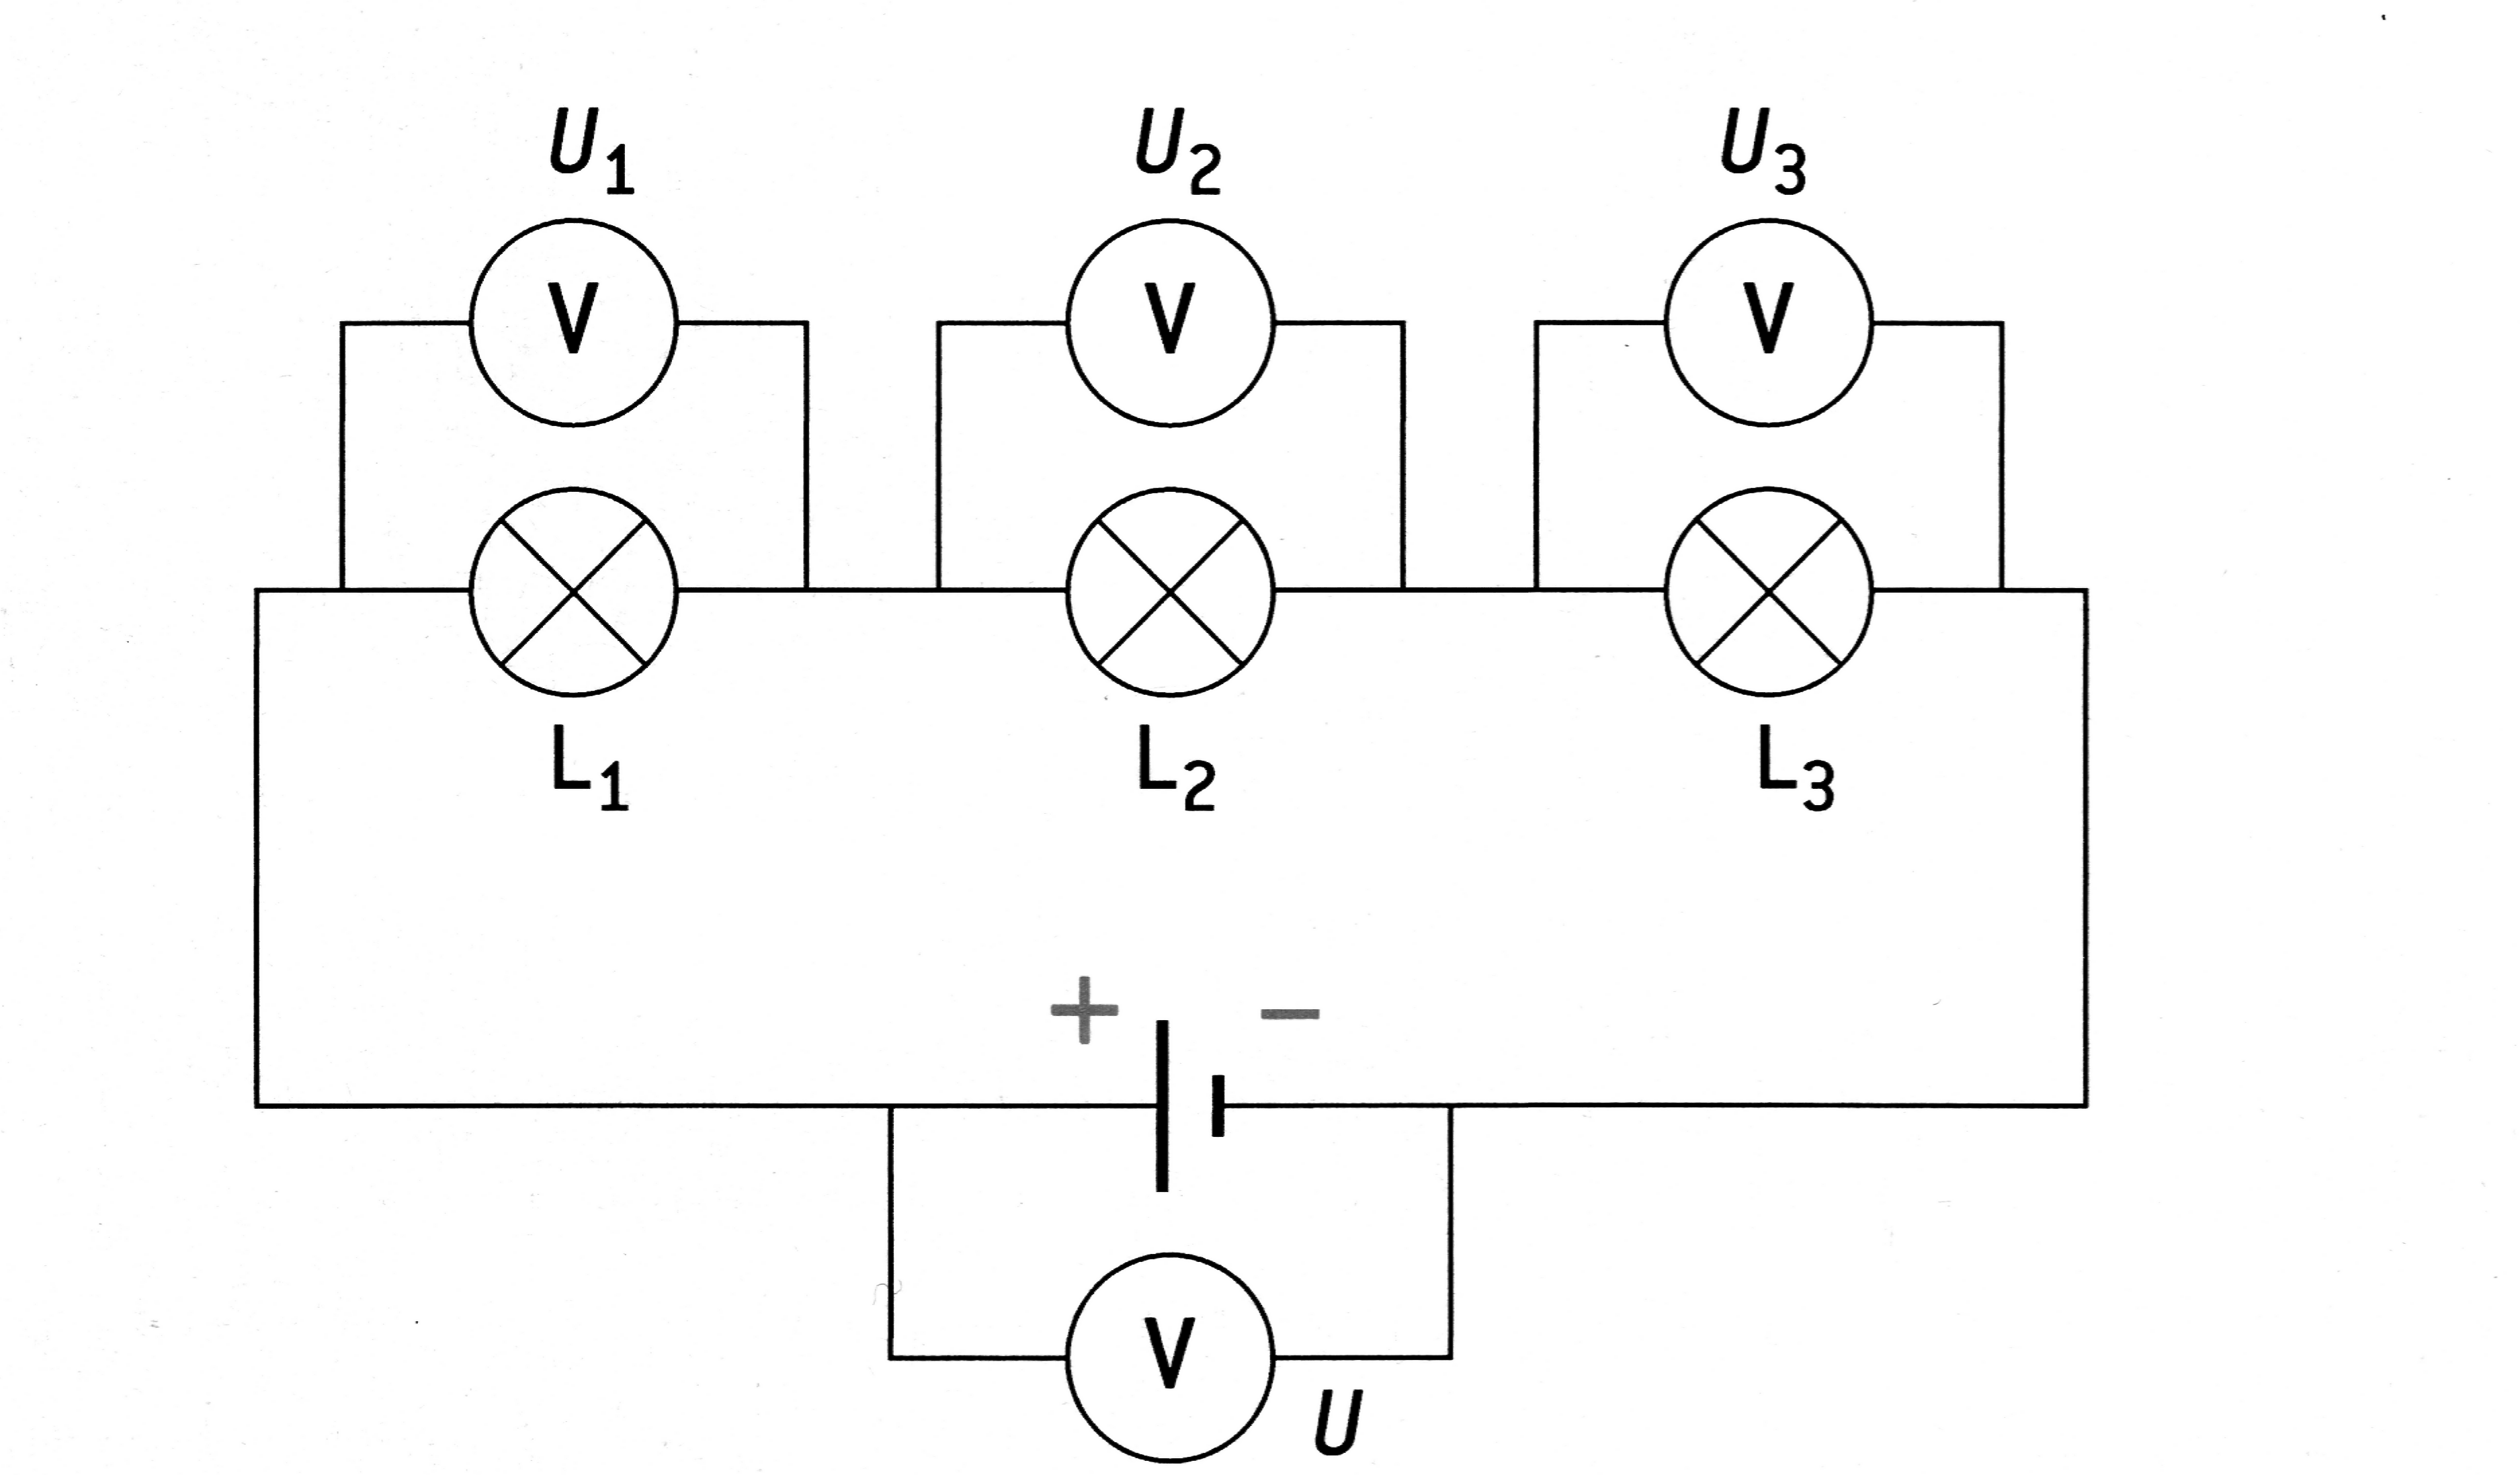 U1 U2 U3
V V V
L1 L2 L3
+ −
V
U